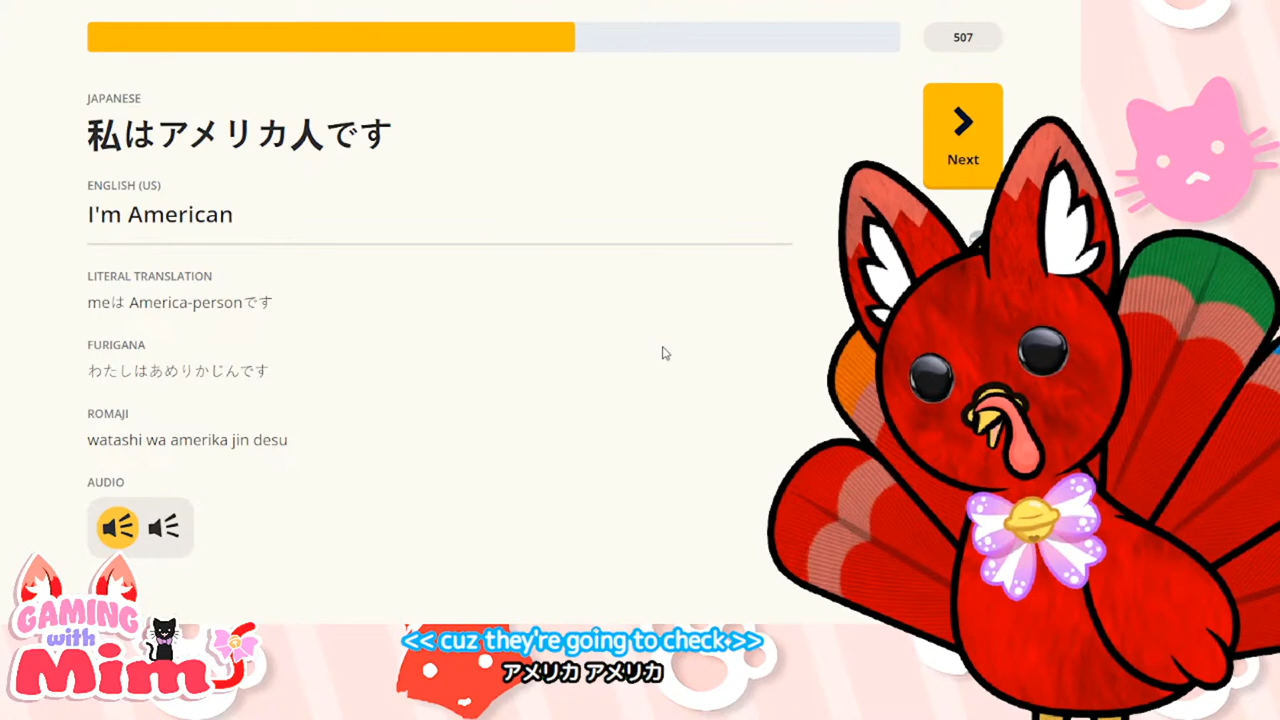 507
JAPANESE
私はアメリカ人です
Next
ENGLISH (US)
I'm American
LITERAL TRANSLATION
meは America-personです
FURIGANA
わたしはあめりかじんです
ROMAJI
watashi wa amerika jin desu
AUDIO
GAMING
with
Mim
<< cuz they're going to check >>
アメリカ アメリカ